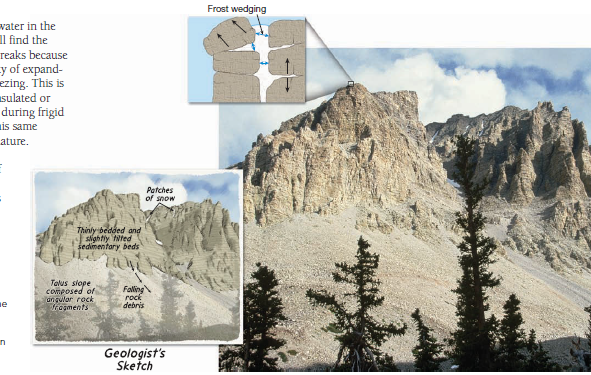 Frost wedging
water in the
ll find the
reaks because
y of expand-
ezing. This is
sulated or
during frigid
is same
ature.
Patches
of snow
Thinly bedded and
slightly tilted
sedimentary beds
Talus slope
composed of
angular rock
fragments
Falling
rock
debris
Geologist's
Sketch